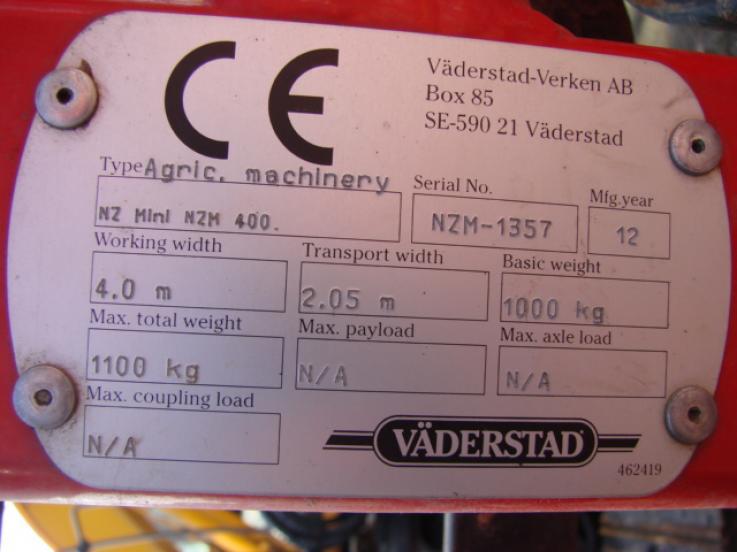 CE
Väderstad-Verken AB
Box 85
SE-590 21 Väderstad
Type Agric. machinery
NZ Mini NZM 400.
Serial No.
NZM-1357
Mfg.year
12
Working width
4.0 m
Transport width
2.05 m
Basic weight
1000 kg
Max. total weight
1100 kg
Max. payload
N/A
Max. axle load
N/A
Max. coupling load
N/A
VÄDERSTAD
462419